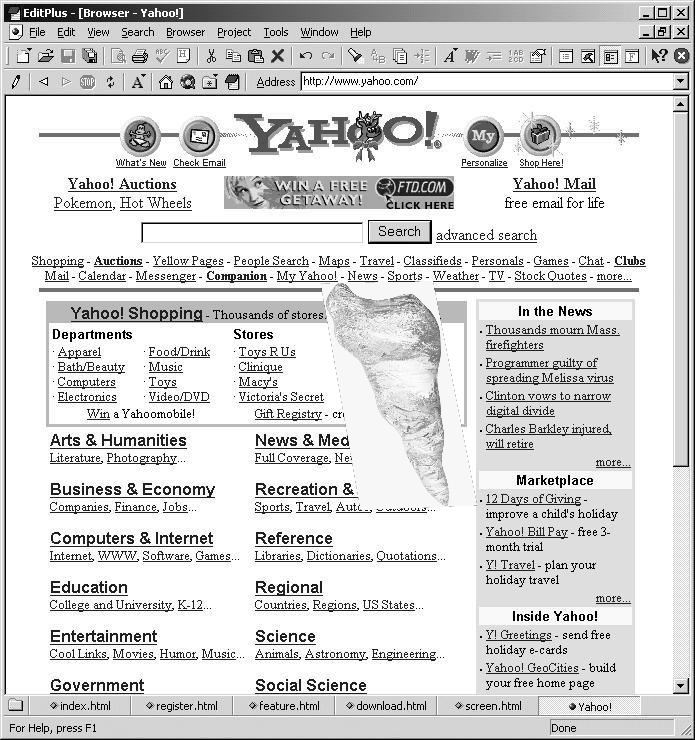 EditPlus - [Browser - Yahoo!]
File Edit View Search Browser Project Tools Window Help
Address http://www.yahoo.com/
YAHOO!
What's New Check Email My Personalize Shop Here!
Yahoo! Auctions
Pokemon, Hot Wheels
WIN A FREE GETAWAY! FTD.COM CLICK HERE
Yahoo! Mail
free email for life
Search advanced search
Shopping - Auctions - Yellow Pages - People Search - Maps - Travel - Classifieds - Personals - Games - Chat - Clubs
Mail - Calendar - Messenger - Companion - My Yahoo! - News - Sports - Weather - TV - Stock Quotes - more...
Yahoo! Shopping - Thousands of stores.
Departments
· Apparel · Food/Drink
· Bath/Beauty · Music
· Computers · Toys
· Electronics · Video/DVD
Stores
· Toys R Us
· Clinique
· Macy's
· Victoria's Secret
Win a Yahoomobile! Gift Registry - cre
Arts & Humanities
Literature, Photography...
News & Med
Full Coverage, Ne
Business & Economy
Companies, Finance, Jobs...
Recreation &
Sports, Travel, Autos, Outdoors...
Computers & Internet
Internet, WWW, Software, Games...
Reference
Libraries, Dictionaries, Quotations...
Education
College and University, K-12...
Regional
Countries, Regions, US States...
Entertainment
Cool Links, Movies, Humor, Music...
Science
Animals, Astronomy, Engineering...
Government
Social Science
In the News
· Thousands mourn Mass. firefighters
· Programmer guilty of spreading Melissa virus
· Clinton vows to narrow digital divide
· Charles Barkley injured, will retire
more...
Marketplace
· 12 Days of Giving - improve a child's holiday
· Yahoo! Bill Pay - free 3-month trial
· Y! Travel - plan your holiday travel
more...
Inside Yahoo!
· Y! Greetings - send free holiday e-cards
· Yahoo! GeoCities - build your free home page
index.html register.html feature.html download.html screen.html Yahoo!
For Help, press F1 Done